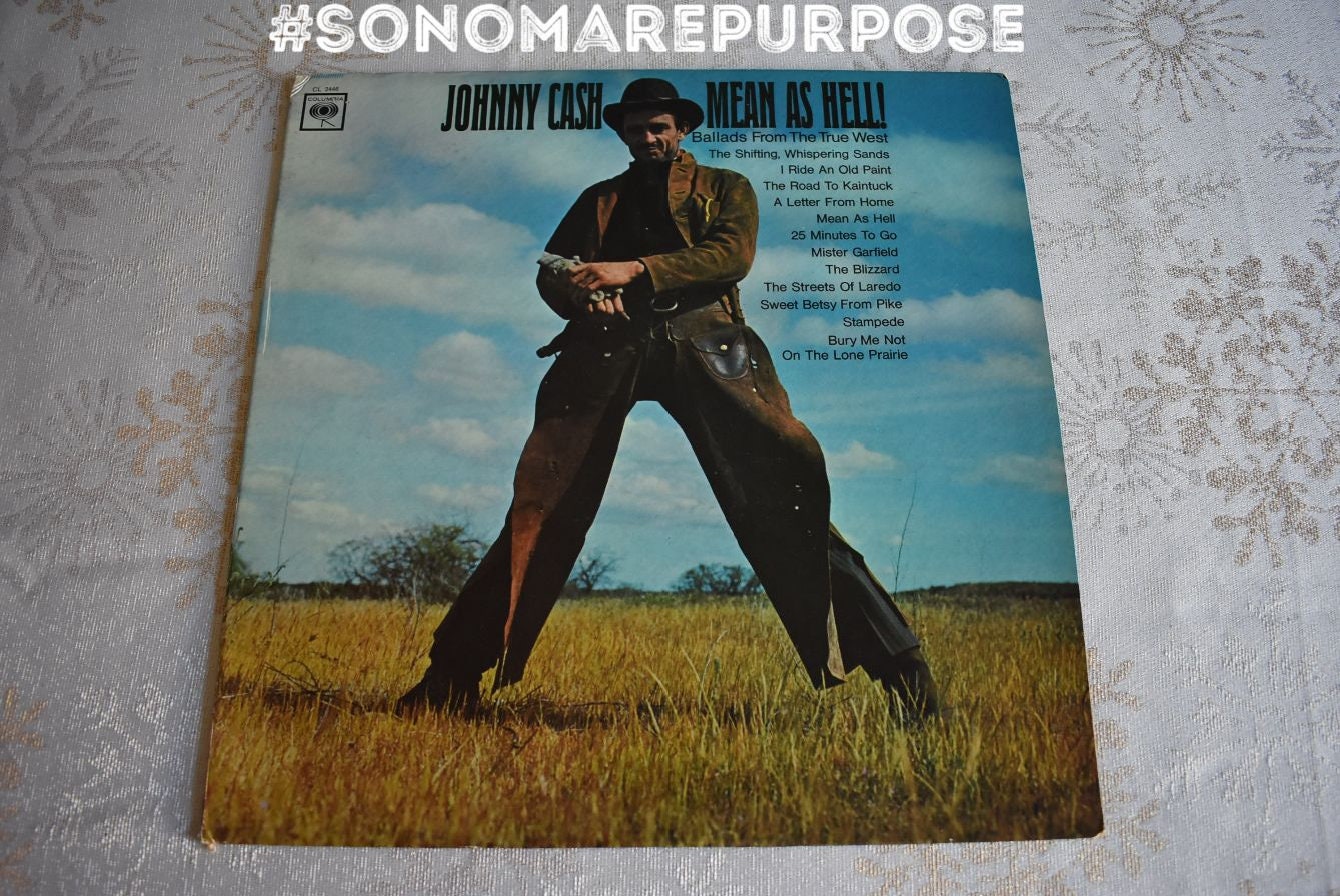 #SONOMAREPURPOSE
CL 2446
COLUMBIA
JOHNNY CASH MEAN AS HELL!
Ballads From The True West
The Shifting, Whispering Sands
I Ride An Old Paint
The Road To Kaintuck
A Letter From Home
Mean As Hell
25 Minutes To Go
Mister Garfield
The Blizzard
The Streets Of Laredo
Sweet Betsy From Pike
Stampede
Bury Me Not
On The Lone Prairie